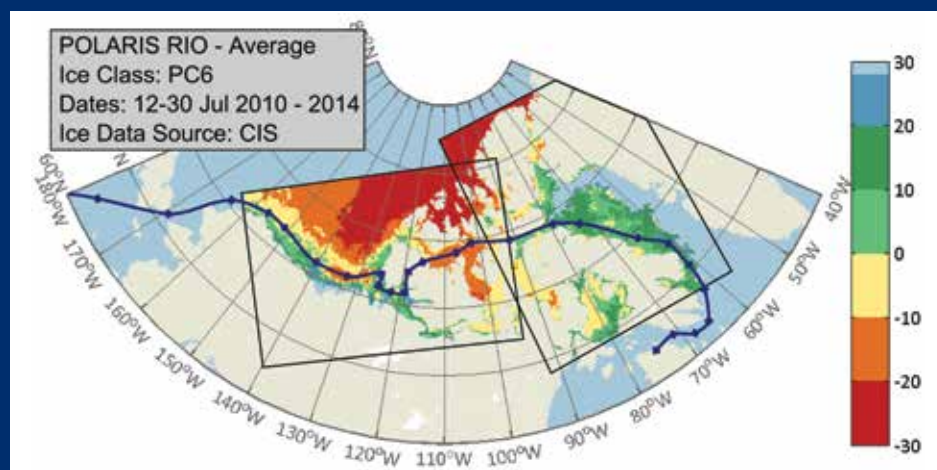 POLARIS RIO - Average
Ice Class: PC6
Dates: 12-30 Jul 2010 - 2014
Ice Data Source: CIS
60°N
180°W
170°W
160°W
150°W
140°W
130°W
120°W
110°W
100°W
90°W
80°W
70°W
60°W
50°W
40°W
30
20
10
0
-10
-20
-30